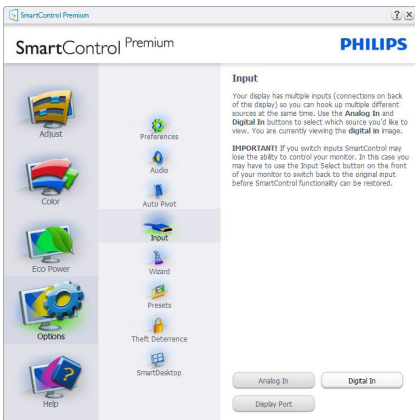 SmartControl Premium
SmartControl Premium
PHILIPS
Adjust
Color
Eco Power
Options
Help
Preferences
Audio
Auto Pivot
Input
Wizard
Presets
Theft Deterrence
SmartDesktop
Input
Your display has multiple inputs (connections on back
of this display) so you can hook up multiple different
sources at the same time. Use the Analog In and
Digital In buttons to select which source you'd like to
view. You are currently viewing the digital in image.
IMPORTANT! If you switch inputs SmartControl may
lose the ability to control your monitor. In this case you
may have to use the Input Select button on the front
of your monitor to switch back to the original input
before SmartControl functionality can be restored.
Analog In
Digital In
Display Port